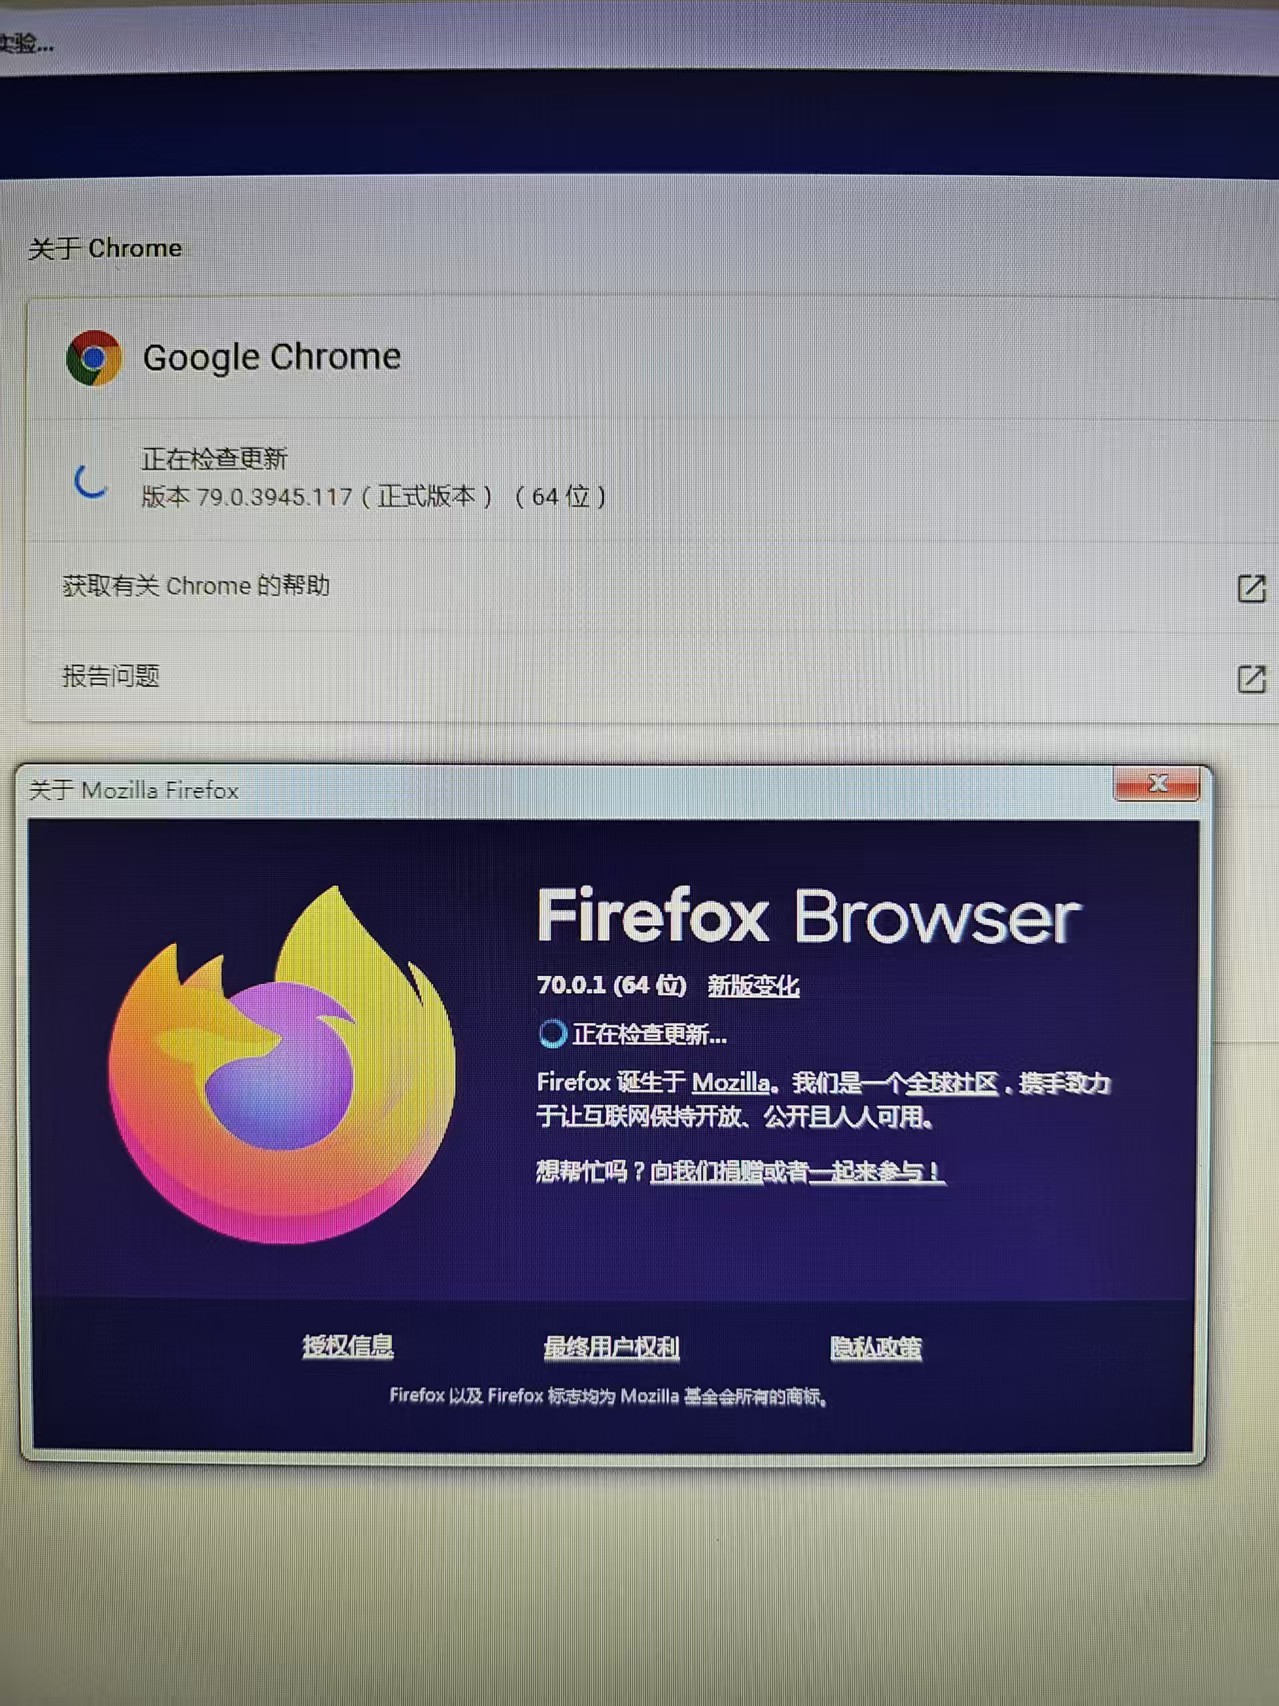 实验...
关于 Chrome
Google Chrome
正在检查更新
版本 79.0.3945.117（正式版本）（64 位）
获取有关 Chrome 的帮助
报告问题
关于 Mozilla Firefox
Firefox Browser
70.0.1 (64 位) 新版变化
正在检查更新...
Firefox 诞生于 Mozilla。我们是一个全球社区，携手致力
于让互联网保持开放、公开且人人可用。
想帮忙吗？向我们捐赠或者一起来参与！
授权信息 最终用户权利 隐私政策
Firefox 以及 Firefox 标志均为 Mozilla 基金会所有的商标。